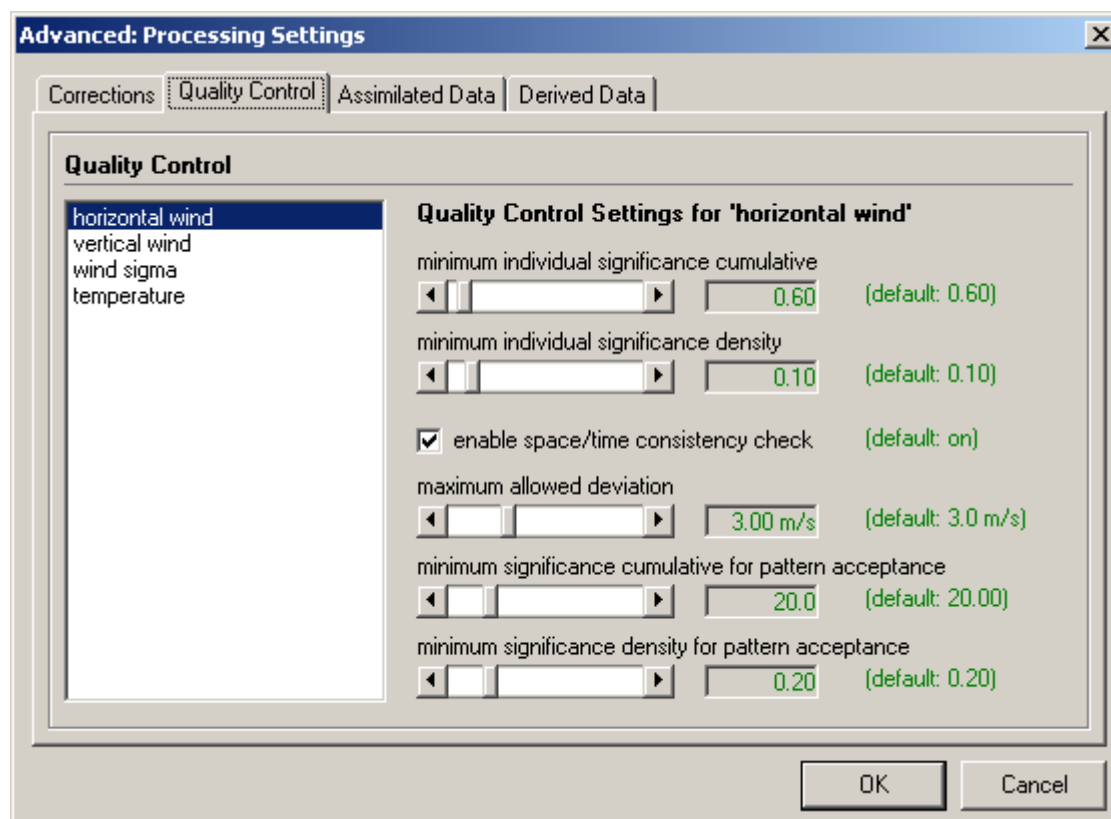 Advanced: Processing Settings
Corrections Quality Control Assimilated Data Derived Data
Quality Control
horizontal wind
vertical wind
wind sigma
temperature
Quality Control Settings for 'horizontal wind'
minimum individual significance cumulative
0.60 (default: 0.60)
minimum individual significance density
0.10 (default: 0.10)
enable space/time consistency check (default: on)
maximum allowed deviation
3.00 m/s (default: 3.0 m/s)
minimum significance cumulative for pattern acceptance
20.0 (default: 20.00)
minimum significance density for pattern acceptance
0.20 (default: 0.20)
OK Cancel